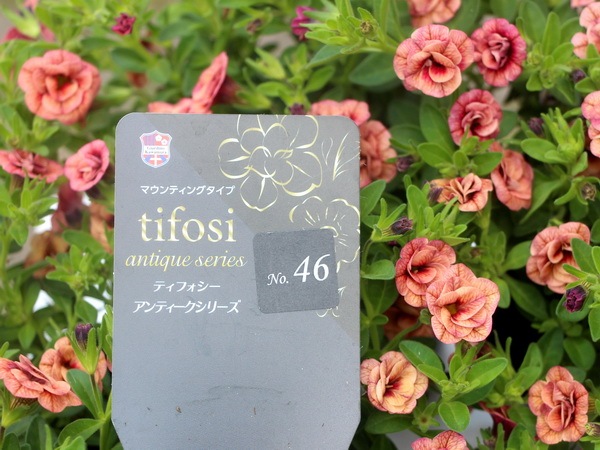 マウンティングタイプ
tifosi
antique series
No. 46
ティフォシー
アンティークシリーズ